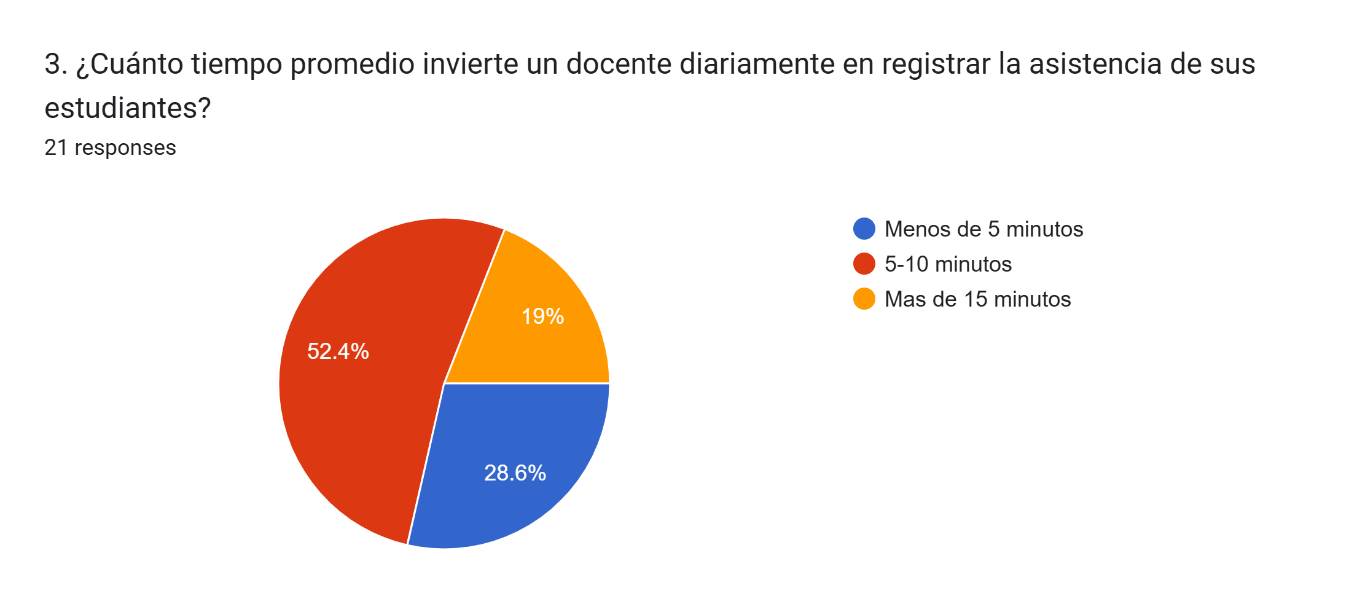 3. ¿Cuánto tiempo promedio invierte un docente diariamente en registrar la asistencia de sus
estudiantes?
21 responses
Menos de 5 minutos
5-10 minutos
Mas de 15 minutos
19%
52.4%
28.6%